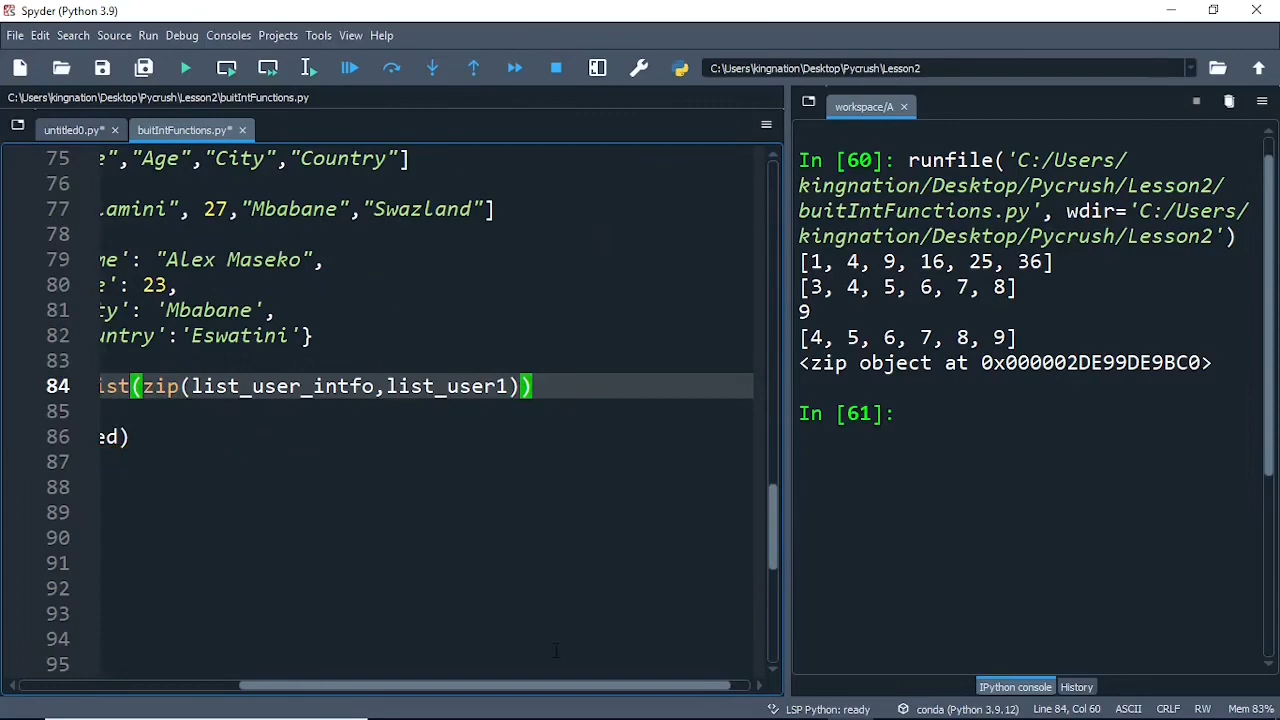 Spyder (Python 3.9)
File Edit Search Source Run Debug Consoles Projects Tools View Help
C:\Users\kingnation\Desktop\Pycrush\Lesson2
C:\Users\kingnation\Desktop\Pycrush\Lesson2\buitIntFunctions.py
untitled0.py* buitIntFunctions.py*
75 e","Age","City","Country"]
76
77 lamini", 27,"Mbabane","Swazland"]
78
79 me': "Alex Maseko",
80 e': 23,
81 ty': 'Mbabane',
82 untry':'Eswatini'}
83
84 ist(zip(list_user_intfo,list_user1))
85
86 ed)
87
88
89
90
91
92
93
94
95
workspace/A
In [60]: runfile('C:/Users/
kingnation/Desktop/Pycrush/Lesson2/
buitIntFunctions.py', wdir='C:/Users/
kingnation/Desktop/Pycrush/Lesson2')
[1, 4, 9, 16, 25, 36]
[3, 4, 5, 6, 7, 8]
9
[4, 5, 6, 7, 8, 9]
<zip object at 0x000002DE99DE9BC0>
In [61]:
IPython console History
LSP Python: ready conda (Python 3.9.12) Line 84, Col 60 ASCII CRLF RW Mem 83%